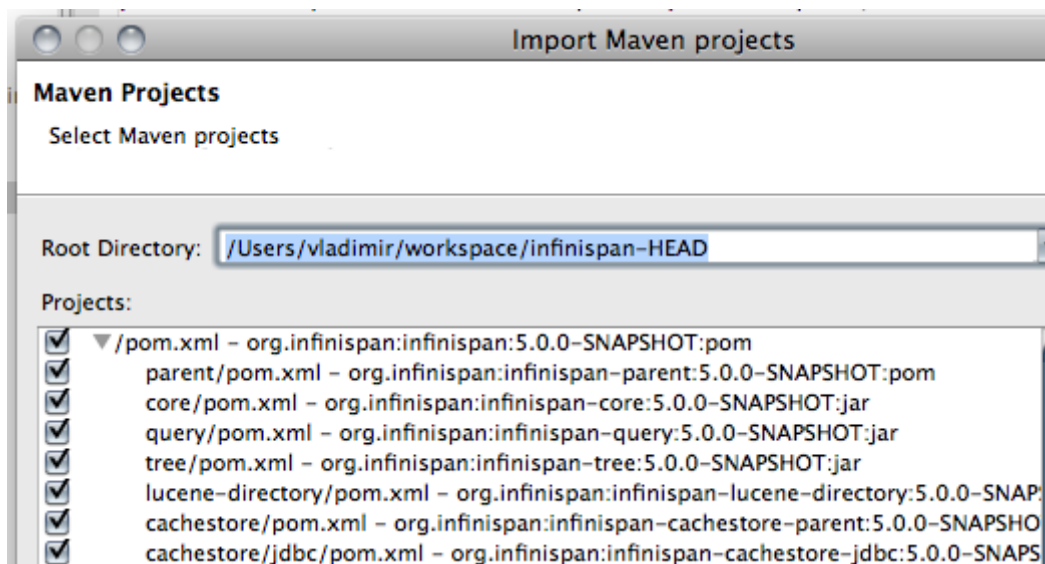 Import Maven projects
Maven Projects
Select Maven projects
Root Directory: /Users/vladimir/workspace/infinispan-HEAD
Projects:
/pom.xml – org.infinispan:infinispan:5.0.0-SNAPSHOT:pom
parent/pom.xml – org.infinispan:infinispan-parent:5.0.0-SNAPSHOT:pom
core/pom.xml – org.infinispan:infinispan-core:5.0.0-SNAPSHOT:jar
query/pom.xml – org.infinispan:infinispan-query:5.0.0-SNAPSHOT:jar
tree/pom.xml – org.infinispan:infinispan-tree:5.0.0-SNAPSHOT:jar
lucene-directory/pom.xml – org.infinispan:infinispan-lucene-directory:5.0.0-SNAP
cachestore/pom.xml – org.infinispan:infinispan-cachestore-parent:5.0.0-SNAPSHO
cachestore/jdbc/pom.xml – org.infinispan:infinispan-cachestore-jdbc:5.0.0-SNAPS